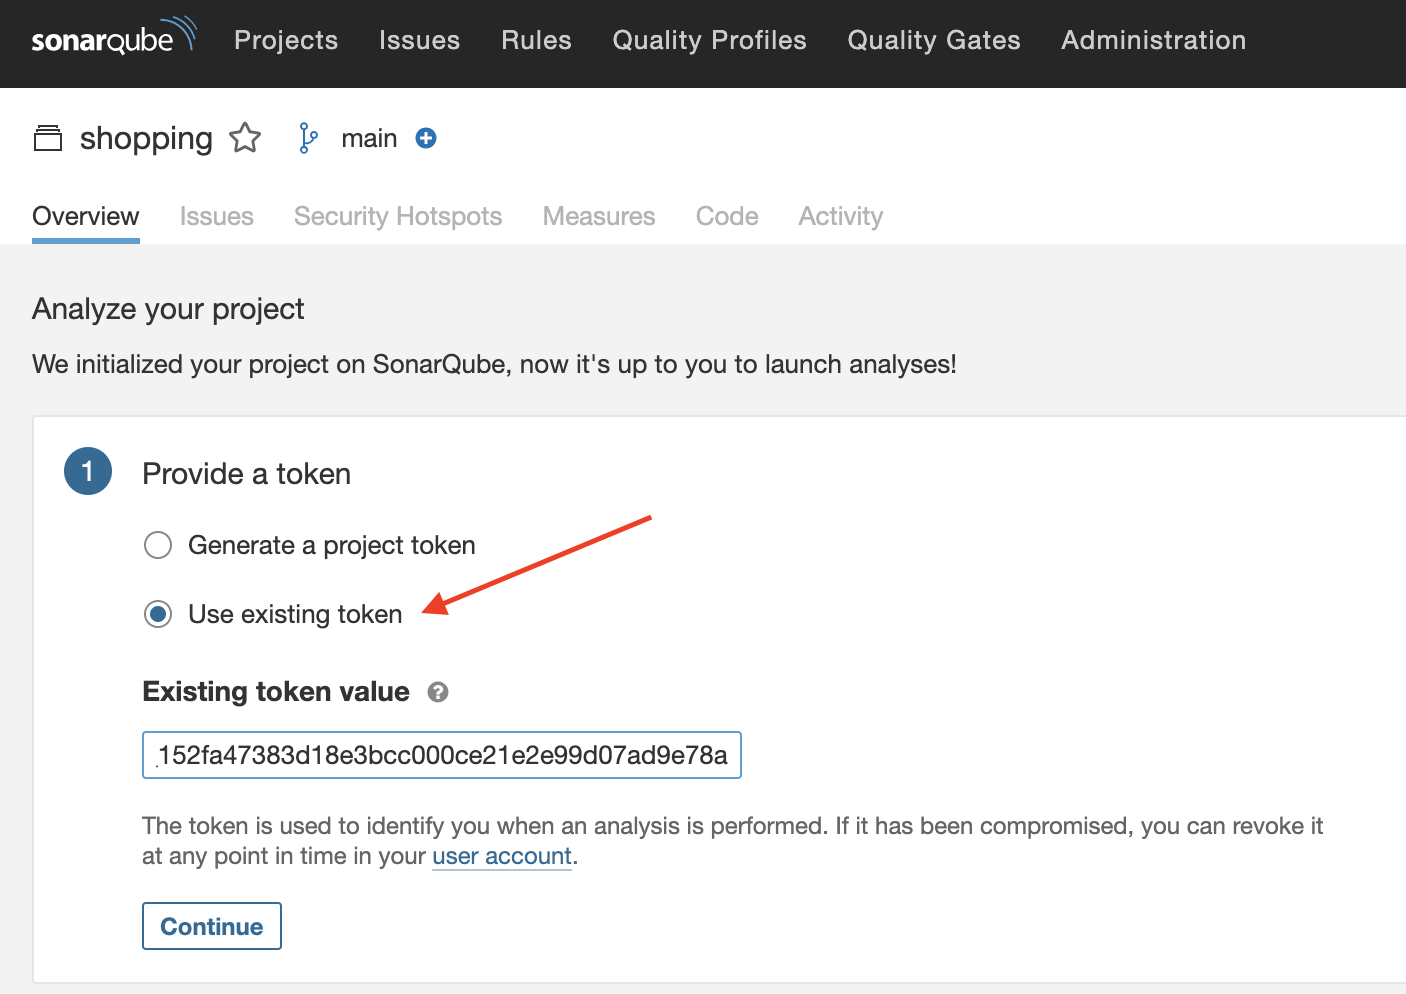 sonarqube Projects Issues Rules Quality Profiles Quality Gates Administration
shopping main
Overview Issues Security Hotspots Measures Code Activity
Analyze your project
We initialized your project on SonarQube, now it's up to you to launch analyses!
1 Provide a token
Generate a project token
Use existing token
Existing token value ?
152fa47383d18e3bcc000ce21e2e99d07ad9e78a
The token is used to identify you when an analysis is performed. If it has been compromised, you can revoke it
at any point in time in your user account.
Continue